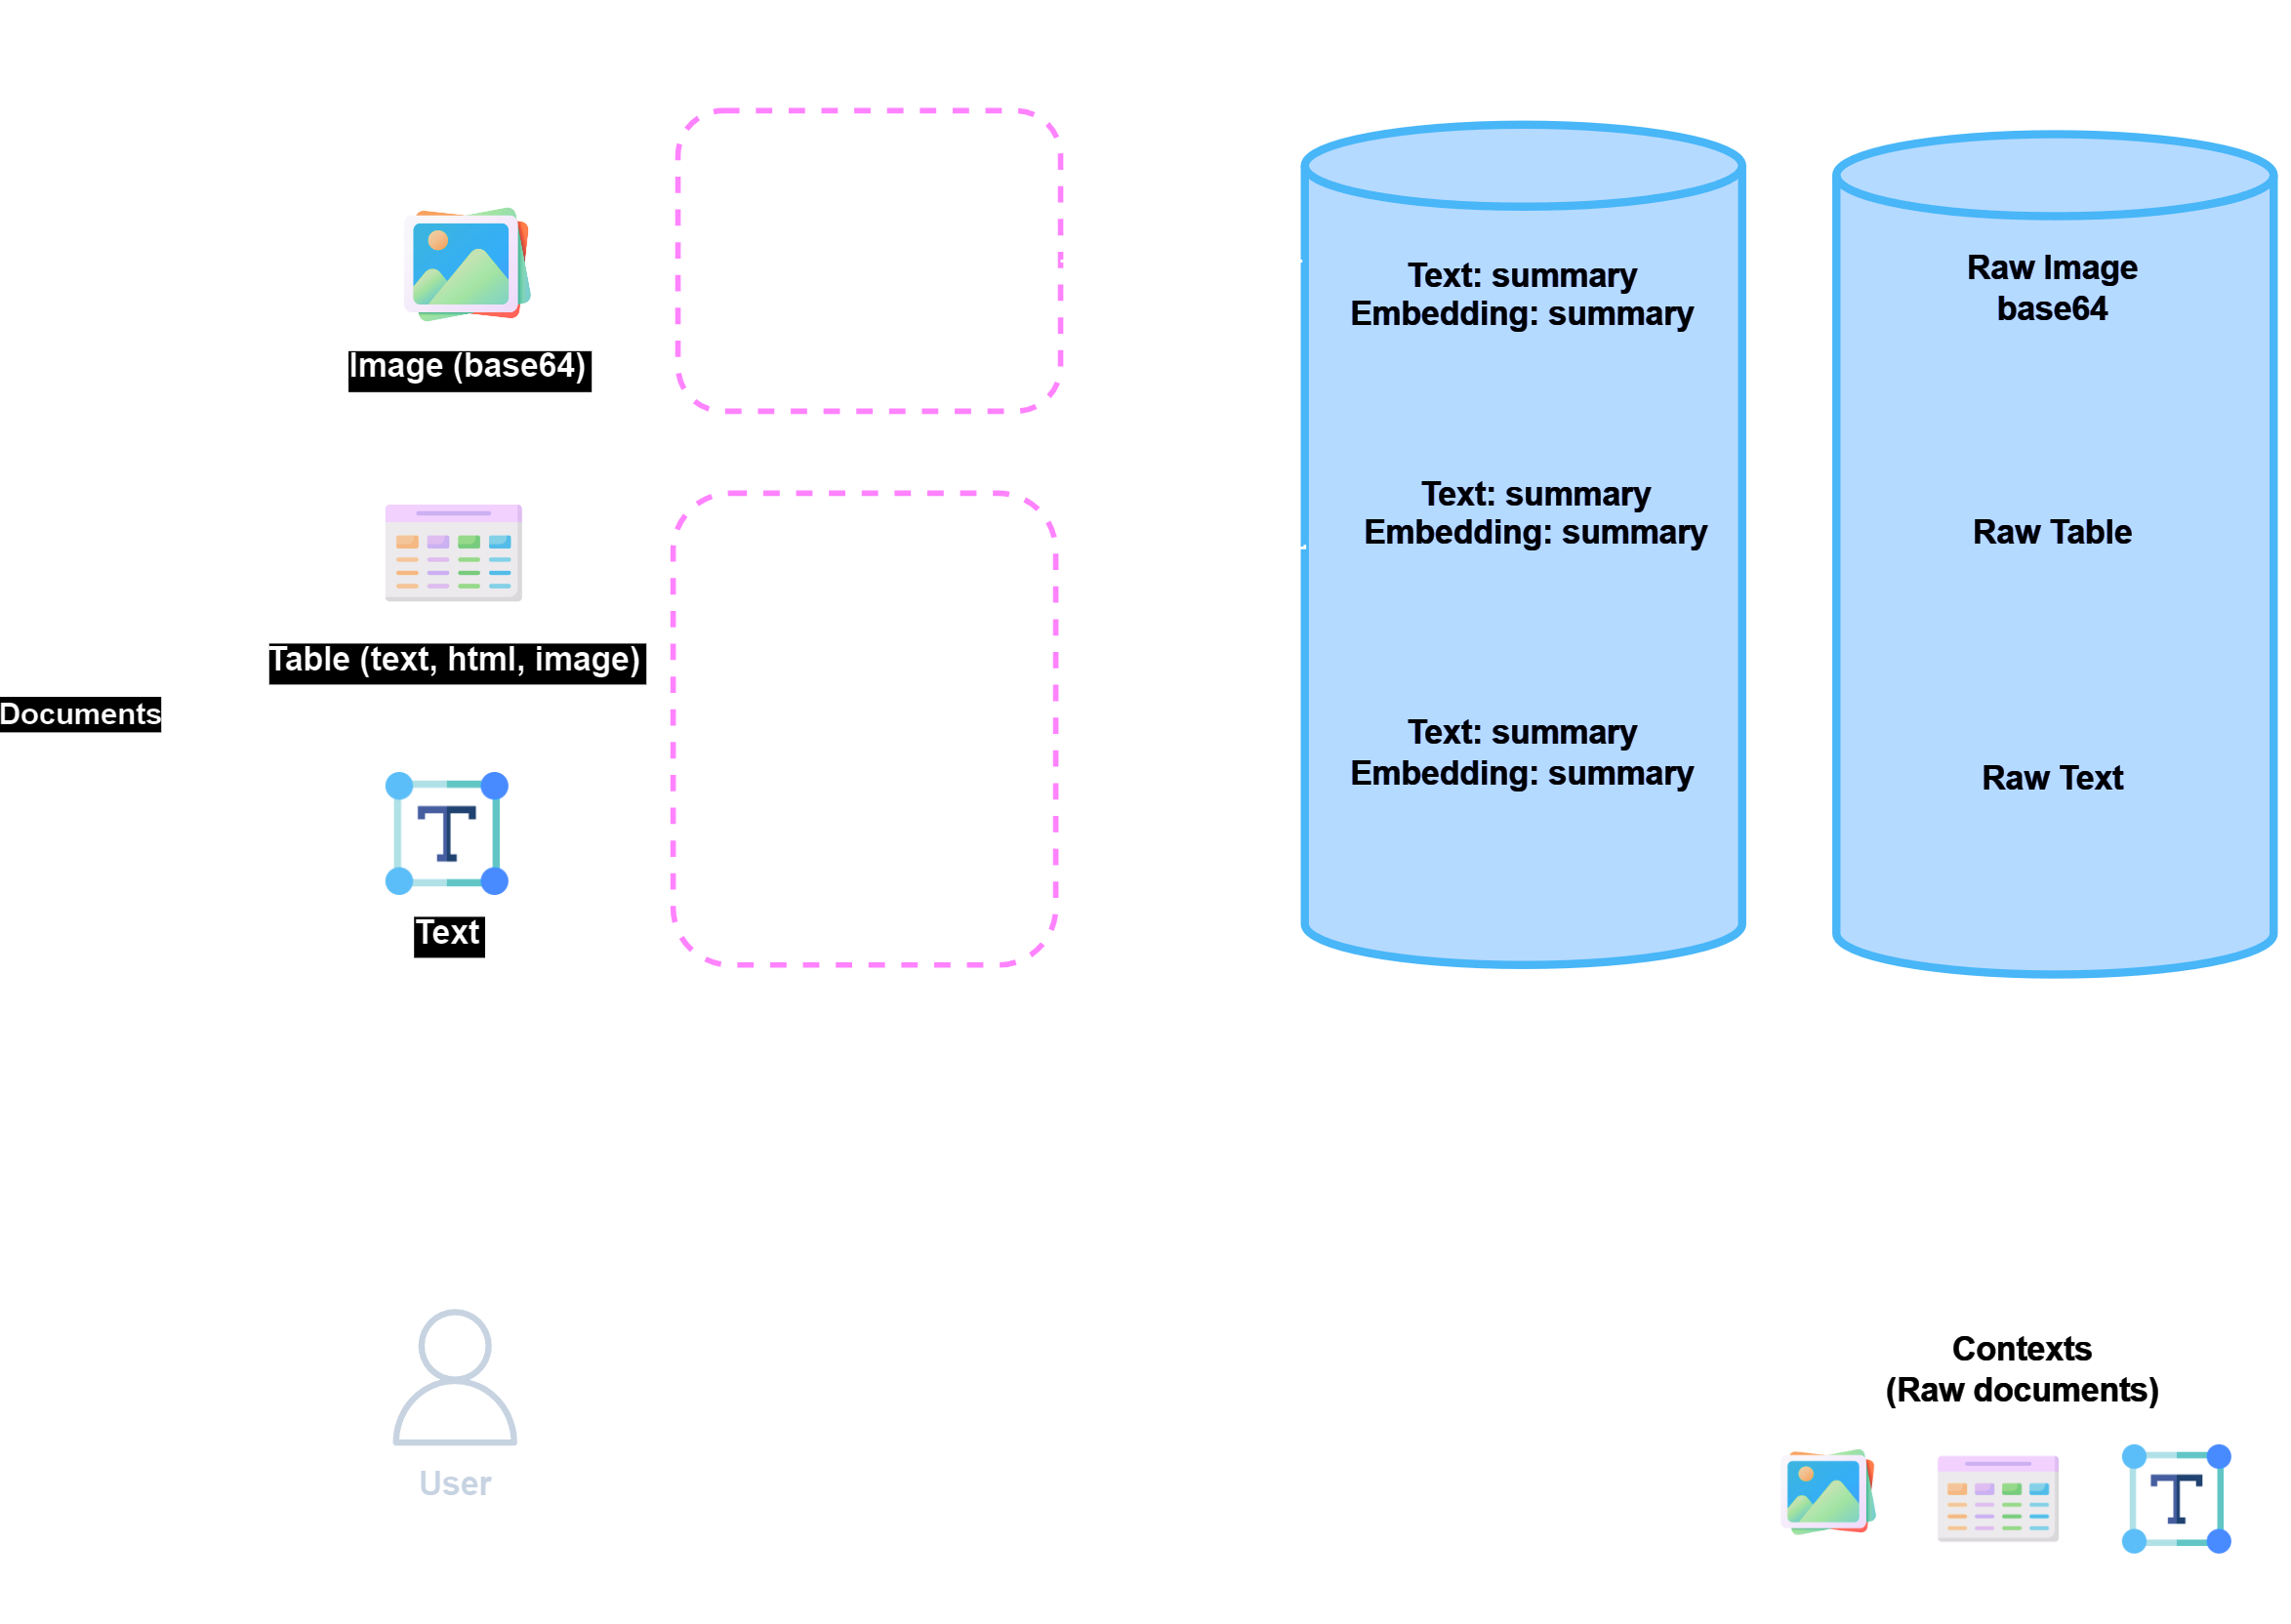 Image (base64)
Table (text, html, image)
Documents
Text
Text: summary
Embedding: summary
Text: summary
Embedding: summary
Text: summary
Embedding: summary
Raw Image
base64
Raw Table
Raw Text
User
Contexts
(Raw documents)